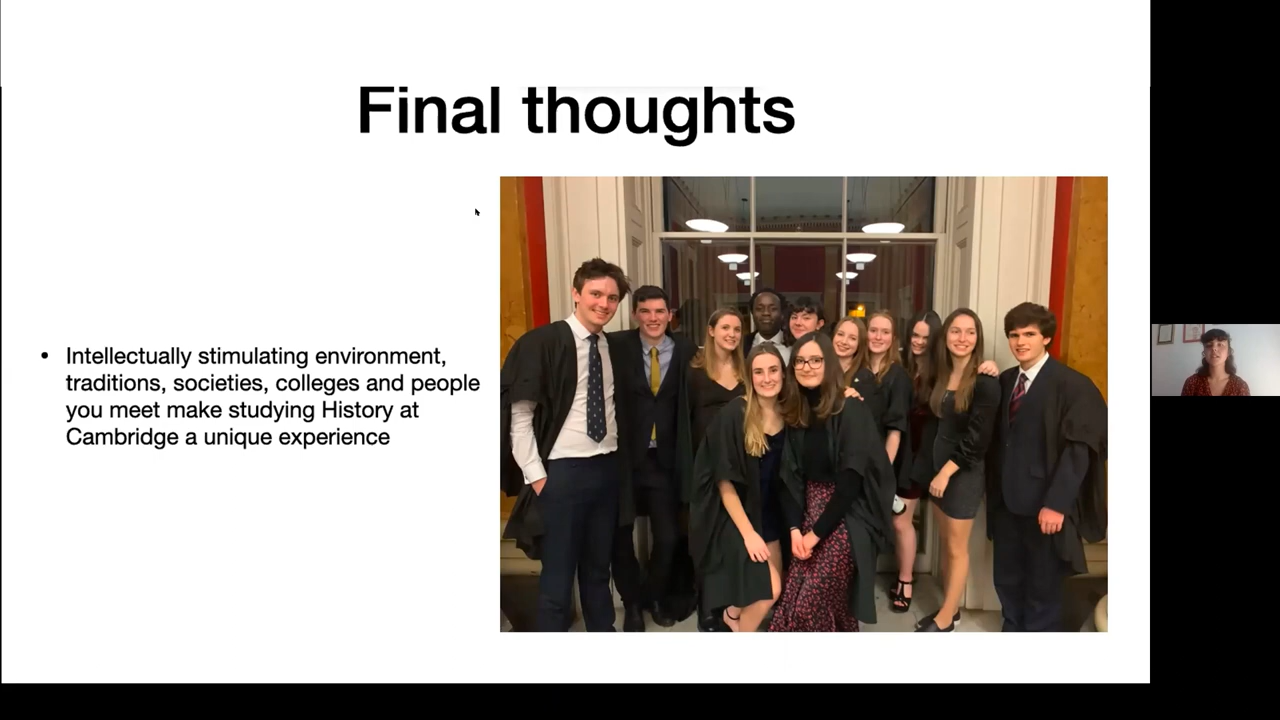 Final thoughts
• Intellectually stimulating environment,
traditions, societies, colleges and people
you meet make studying History at
Cambridge a unique experience